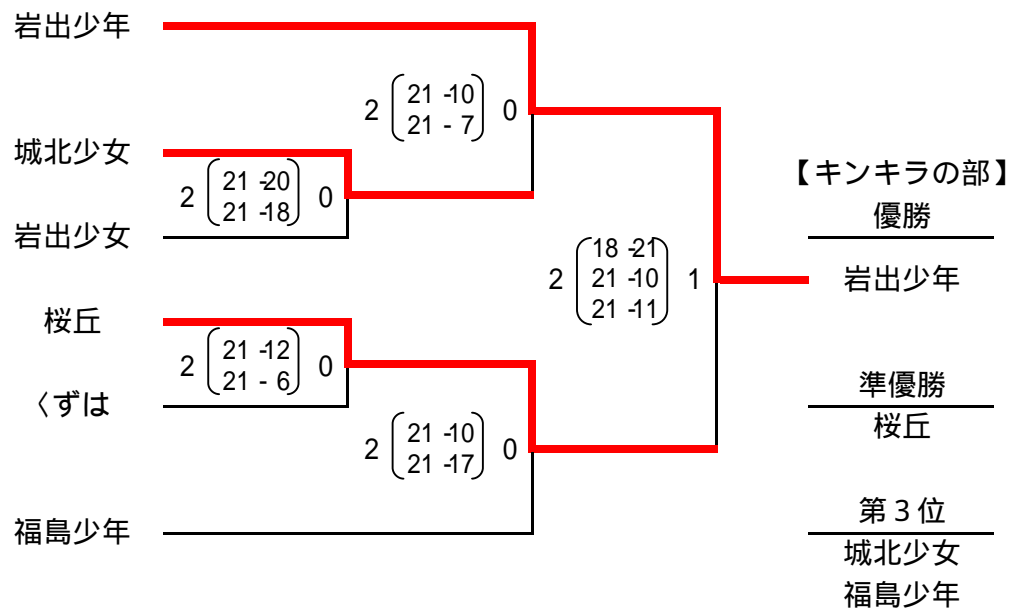 岩出少年
城北少女
岩出少女
桜丘
くずは
福島少年
2 21 -10 0
21 - 7
2 21 -20 0
21 -18
2 21 -12 0
21 - 6
2 21 -10 0
21 -17
18 -21
2 21 -10 1
21 -11
【キンキラの部】
優勝
岩出少年
準優勝
桜丘
第3位
城北少女
福島少年